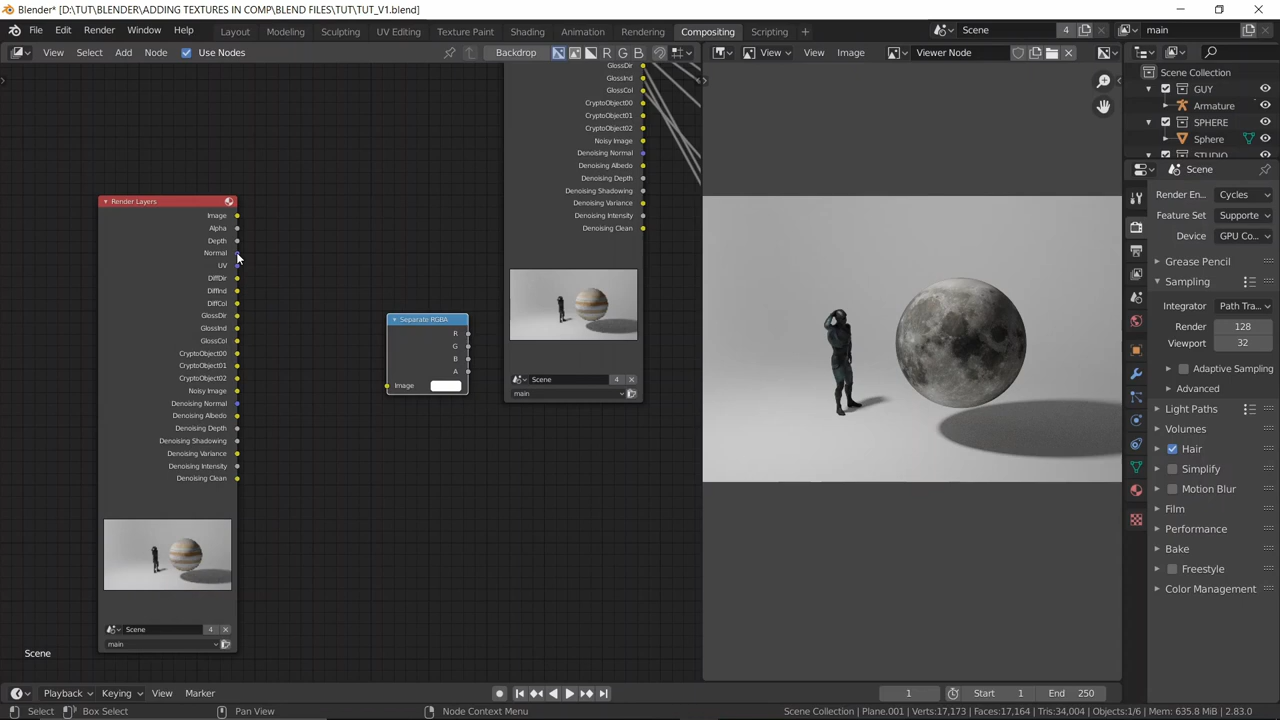 Blender* [D:\TUT\BLENDER\ADDING TEXTURES IN COMP\BLEND FILES\TUT\TUT_V1.blend]
File Edit Render Window Help Layout Modeling Sculpting UV Editing Texture Paint Shading Animation Rendering Compositing Scripting Scene 4 main
View Select Add Node Use Nodes Backdrop R G B View View Image Viewer Node
Scene Collection
GUY
Armature
SPHERE
Sphere
STUDIO
Scene
Render En... Cycles
Feature Set Supporte
Device GPU Co...
Grease Pencil
Sampling
Integrator Path Tra...
Render 128
Viewport 32
Adaptive Sampling
Advanced
Light Paths
Volumes
Hair
Simplify
Motion Blur
Film
Performance
Bake
Freestyle
Color Management
GlossDir
GlossInd
GlossCol
CryptoObject00
CryptoObject01
CryptoObject02
Noisy Image
Denoising Normal
Denoising Albedo
Denoising Depth
Denoising Shadowing
Denoising Variance
Denoising Intensity
Denoising Clean
Scene 4
main
Render Layers
Image
Alpha
Depth
Normal
UV
DiffDir
DiffInd
DiffCol
GlossDir
GlossInd
GlossCol
CryptoObject00
CryptoObject01
CryptoObject02
Noisy Image
Denoising Normal
Denoising Albedo
Denoising Depth
Denoising Shadowing
Denoising Variance
Denoising Intensity
Denoising Clean
Scene 4
main
Separate RGBA
R
G
B
A
Image
Scene
Playback Keying View Marker 1 Start 1 End 250
Select Box Select Pan View Node Context Menu Scene Collection | Plane.001 | Verts:17,173 | Faces:17,164 | Tris:34,004 | Objects:1/6 | Mem: 635.8 MiB | 2.83.0